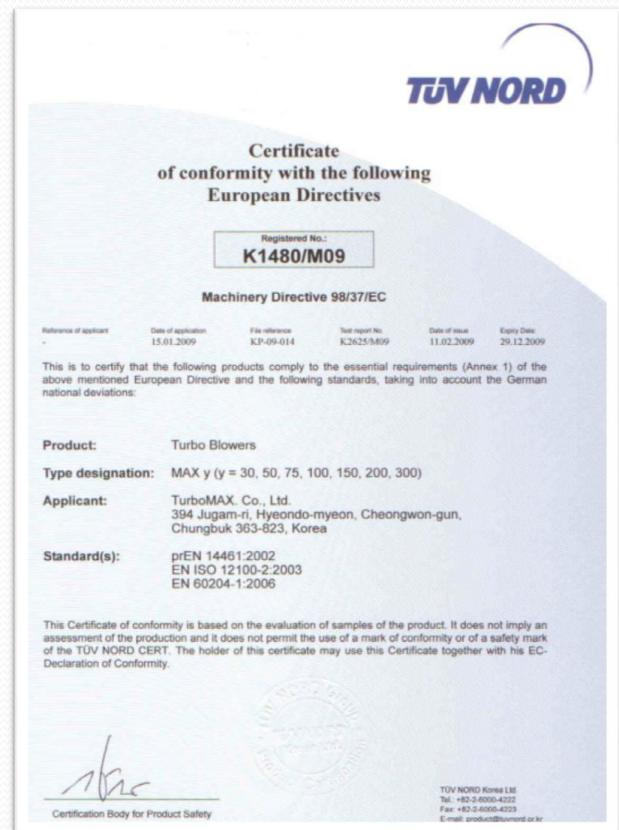 TÜV NORD
Certificate
of conformity with the following
European Directives
Registered No.:
K1480/M09
Machinery Directive 98/37/EC
Reference of applicant Date of application File reference Test report No. Date of issue Expiry Date:
- 15.01.2009 KP-09-014 K2625/M09 11.02.2009 29.12.2009
This is to certify that the following products comply to the essential requirements (Annex 1) of the
above mentioned European Directive and the following standards, taking into account the German
national deviations:
Product: Turbo Blowers
Type designation: MAX y (y = 30, 50, 75, 100, 150, 200, 300)
Applicant: TurboMAX. Co., Ltd.
394 Jugam-ri, Hyeondo-myeon, Cheongwon-gun,
Chungbuk 363-823, Korea
Standard(s): prEN 14461:2002
EN ISO 12100-2:2003
EN 60204-1:2006
This Certificate of conformity is based on the evaluation of samples of the product. It does not imply an
assessment of the production and it does not permit the use of a mark of conformity or of a safety mark
of the TÜV NORD CERT. The holder of this certificate may use this Certificate together with his EC-
Declaration of Conformity.
Certification Body for Product Safety
TÜV NORD Korea Ltd.
Tel.: +82-2-6000-4222
Fax: +82-2-6000-4223
E-mail: product@tuvnord.or.kr